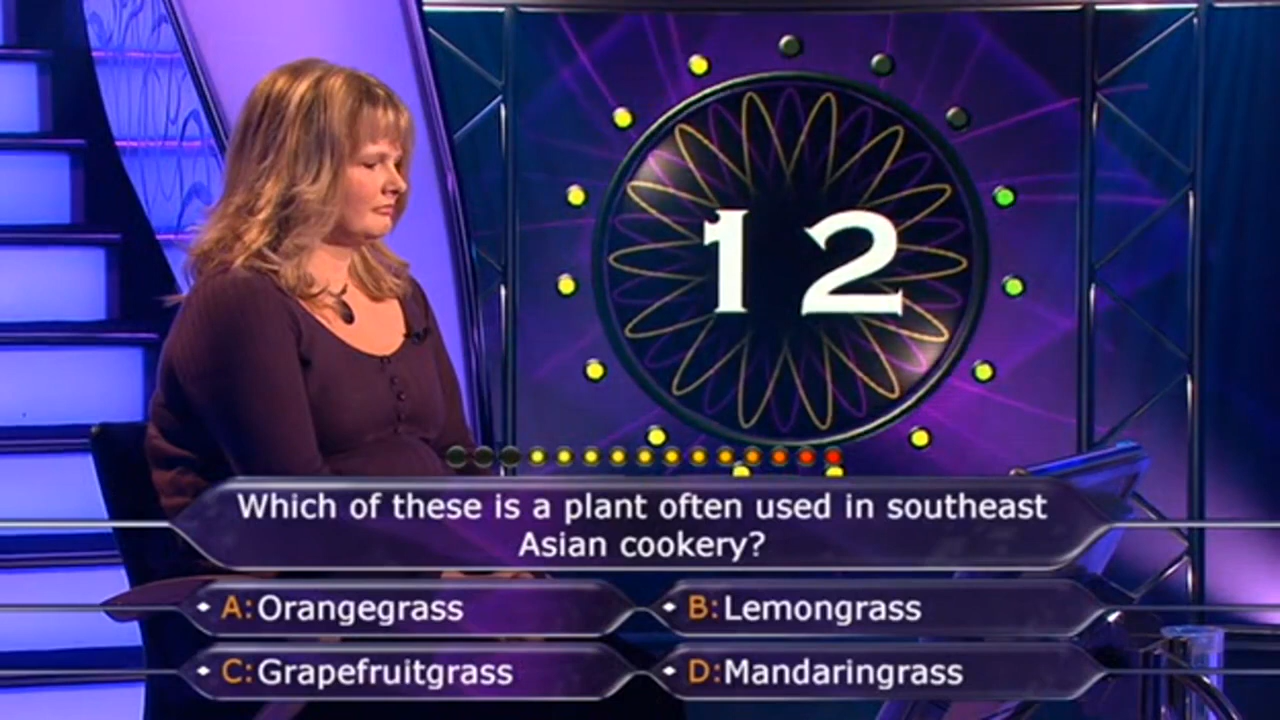 12
Which of these is a plant often used in southeast
Asian cookery?
A: Orangegrass
B: Lemongrass
C: Grapefruitgrass
D: Mandaringrass